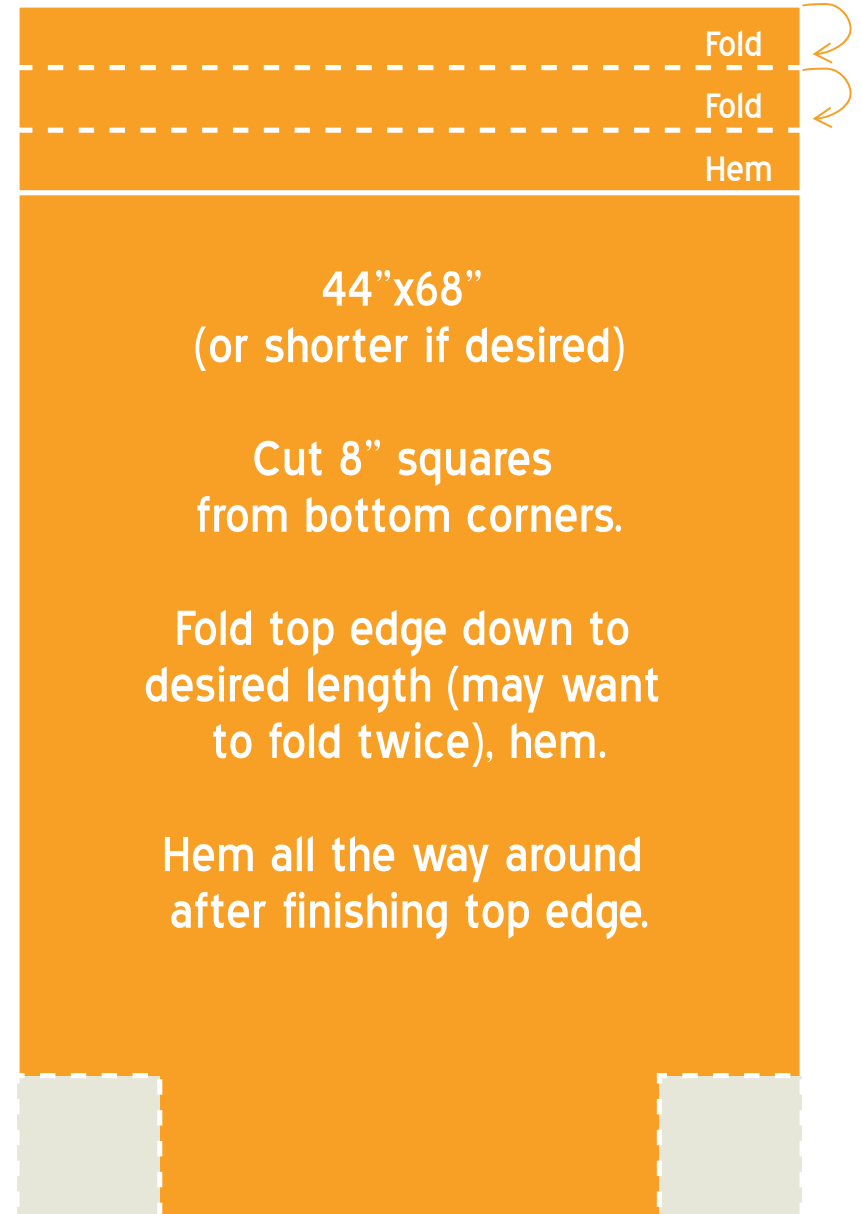 Fold
Fold
Hem
44”x68”
(or shorter if desired)
Cut 8” squares
from bottom corners.
Fold top edge down to
desired length (may want
to fold twice), hem.
Hem all the way around
after finishing top edge.